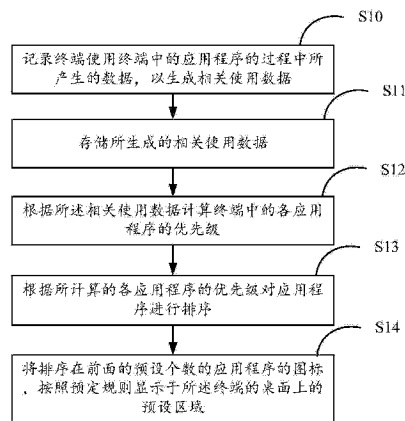 S10
记录终端使用终端中的应用程序的过程中所
产生的数据，以生成相关使用数据
S11
存储所生成的相关使用数据
S12
根据所述相关使用数据计算终端中的各应用
程序的优先级
S13
根据所计算的各应用程序的优先级对应用程
序进行排序
S14
将排序在前面的预设个数的应用程序的图标
，按照预定规则显示于所述终端的桌面上的
预设区域